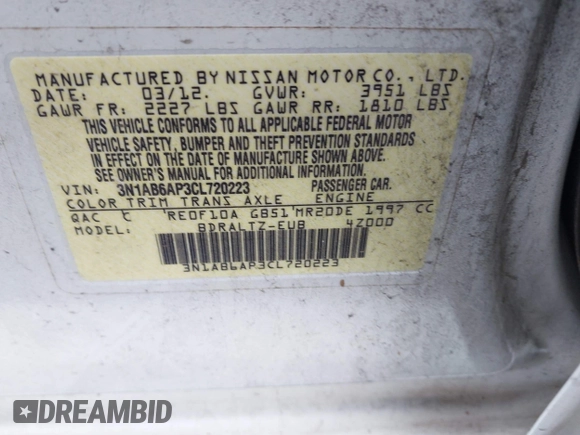 MANUFACTURED BY NISSAN MOTOR CO., LTD.
DATE: 03/12. GVWR: 3951 LBS
GAWR FR: 2227 LBS GAWR RR: 1810 LBS
THIS VEHICLE CONFORMS TO ALL APPLICABLE FEDERAL MOTOR
VEHICLE SAFETY, BUMPER AND THEFT PREVENTION STANDARDS
IN EFFECT ON THE DATE OF MANUFACTURE SHOWN ABOVE.
SEE OWNER'S MANUAL FOR ADDITIONAL INFORMATION.
VIN: 3N1AB6AP3CL720223 PASSENGER CAR.
COLOR TRIM TRANS AXLE ENGINE
QAC C RE0F10A GB51 MR20DE 1997 CC
MODEL: BDRALTZ-EUB 4Z000
3N1AB6AP3CL720223
DREAMBID